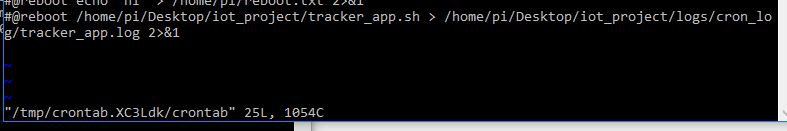 #@reboot echo "hi" > /home/pi/reboot.txt 2>&1
#@reboot /home/pi/Desktop/iot_project/tracker_app.sh > /home/pi/Desktop/iot_project/logs/cron_lo
g/tracker_app.log 2>&1
~
~
~
"/tmp/crontab.XC3Ldk/crontab" 25L, 1054C